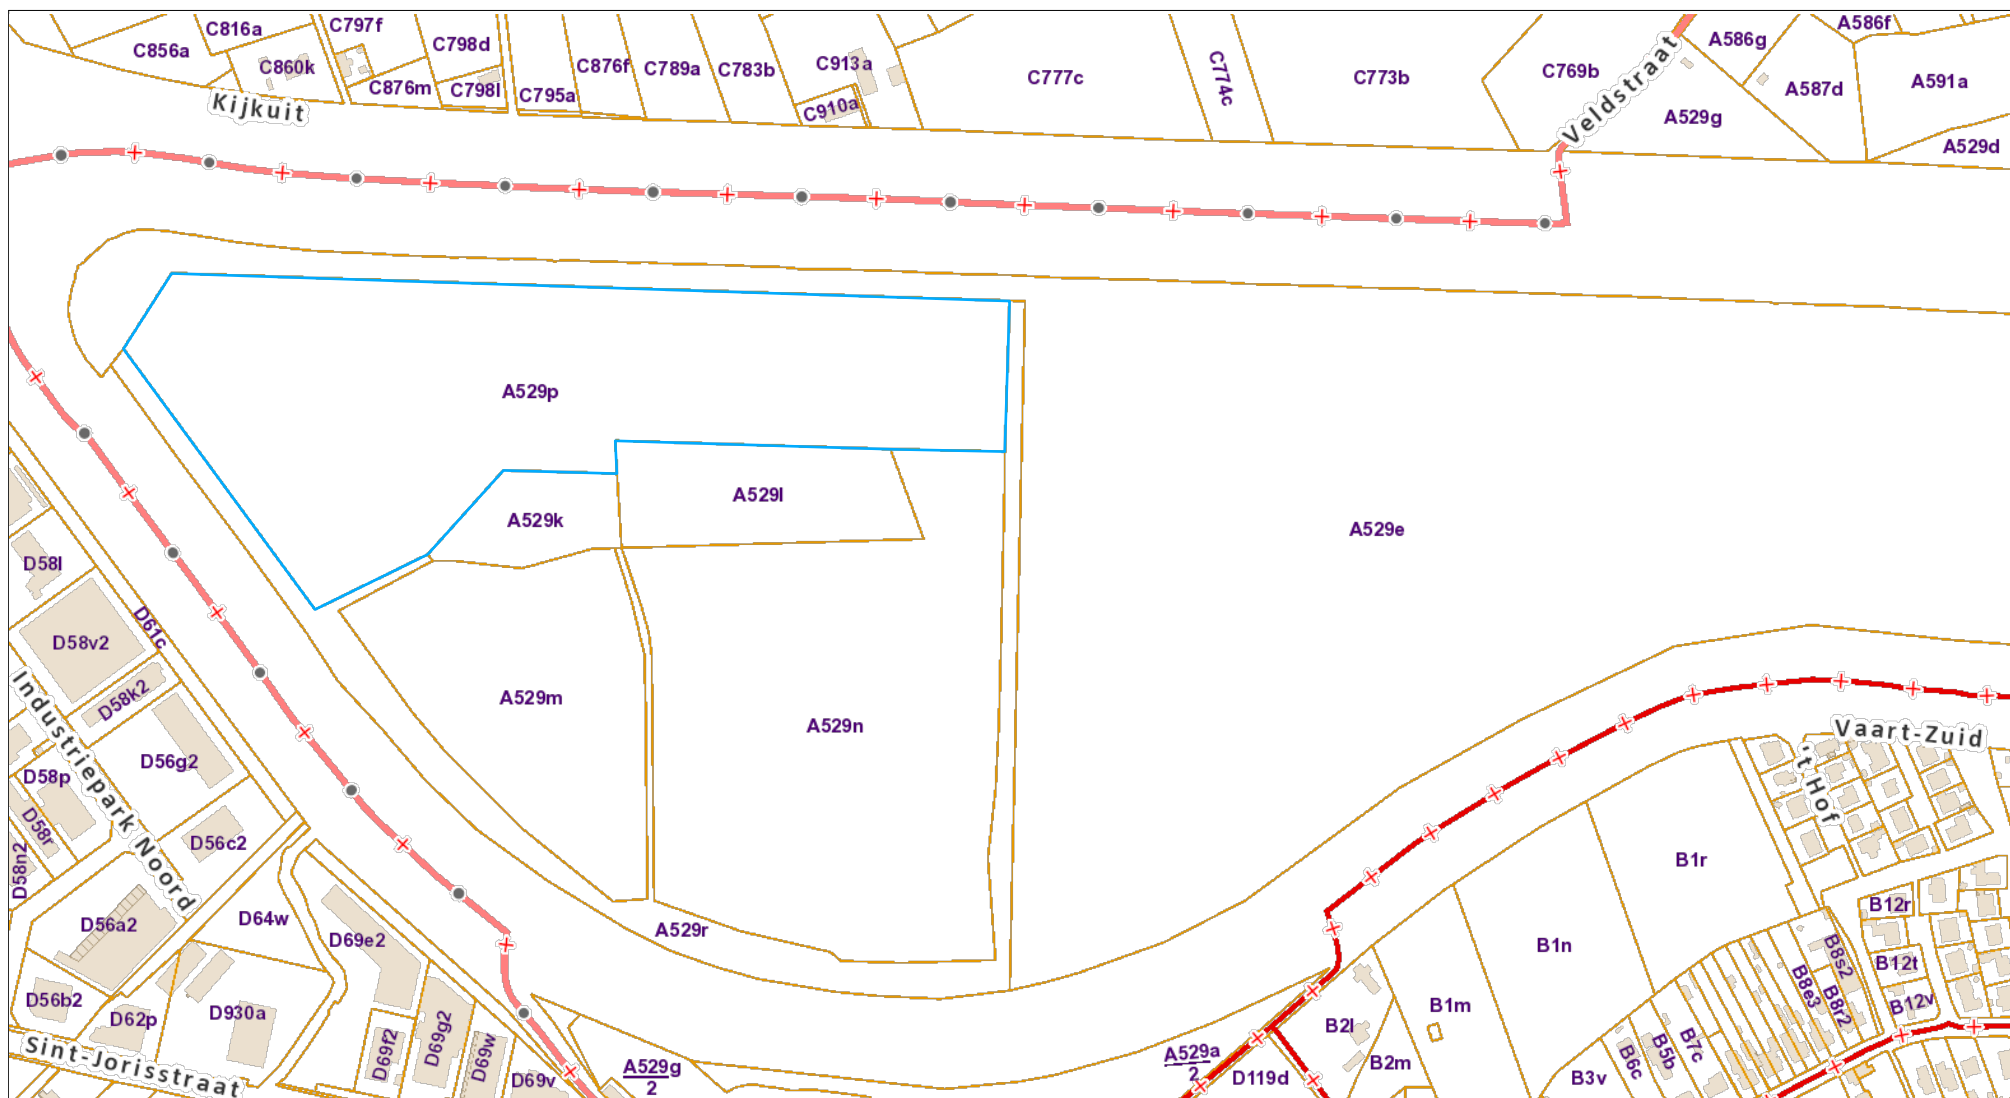 C816a
C797f
C856a
C798d
C860k
C876m
C798l
C795a
C876f
C789a
C783b
C913a
C910a
C777c
C774c
C773b
C769b
A586g
A586f
A587d
A591a
A529g
A529d
Kijkuit
Veldstraat
A529p
A529l
A529k
A529e
A529m
A529n
A529r
D58l
D61c
D58v2
D58k2
D56g2
D58p
D58r
D58n2
D56c2
Industriepark Noord
D56a2
D64w
D69e2
D56b2
D62p
D930a
D69f2
D69g2
D69w
D69v
Sint-Jorisstraat
A529g
2
A529a
2
D119d
B2l
B2m
B1m
B1n
B1r
Vaart-Zuid
't Hof
B12r
B12t
B12v
B8s2
B8e3
B8r2
B7c
B5b
B6c
B3v